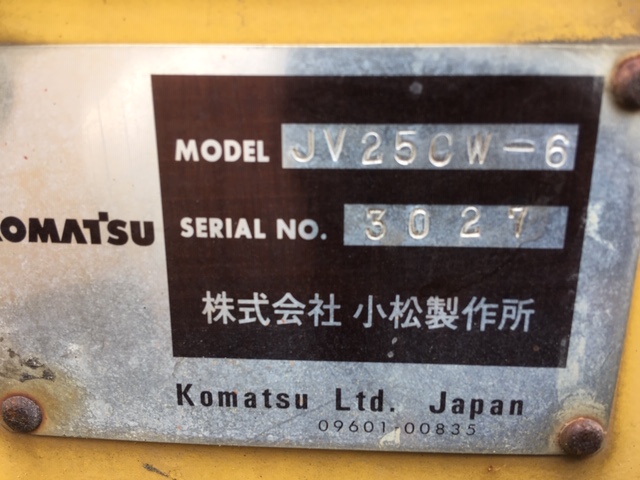 MODEL JV25CW-6
KOMATSU
SERIAL NO. 3027
株式会社 小松製作所
Komatsu Ltd. Japan
09601-00835